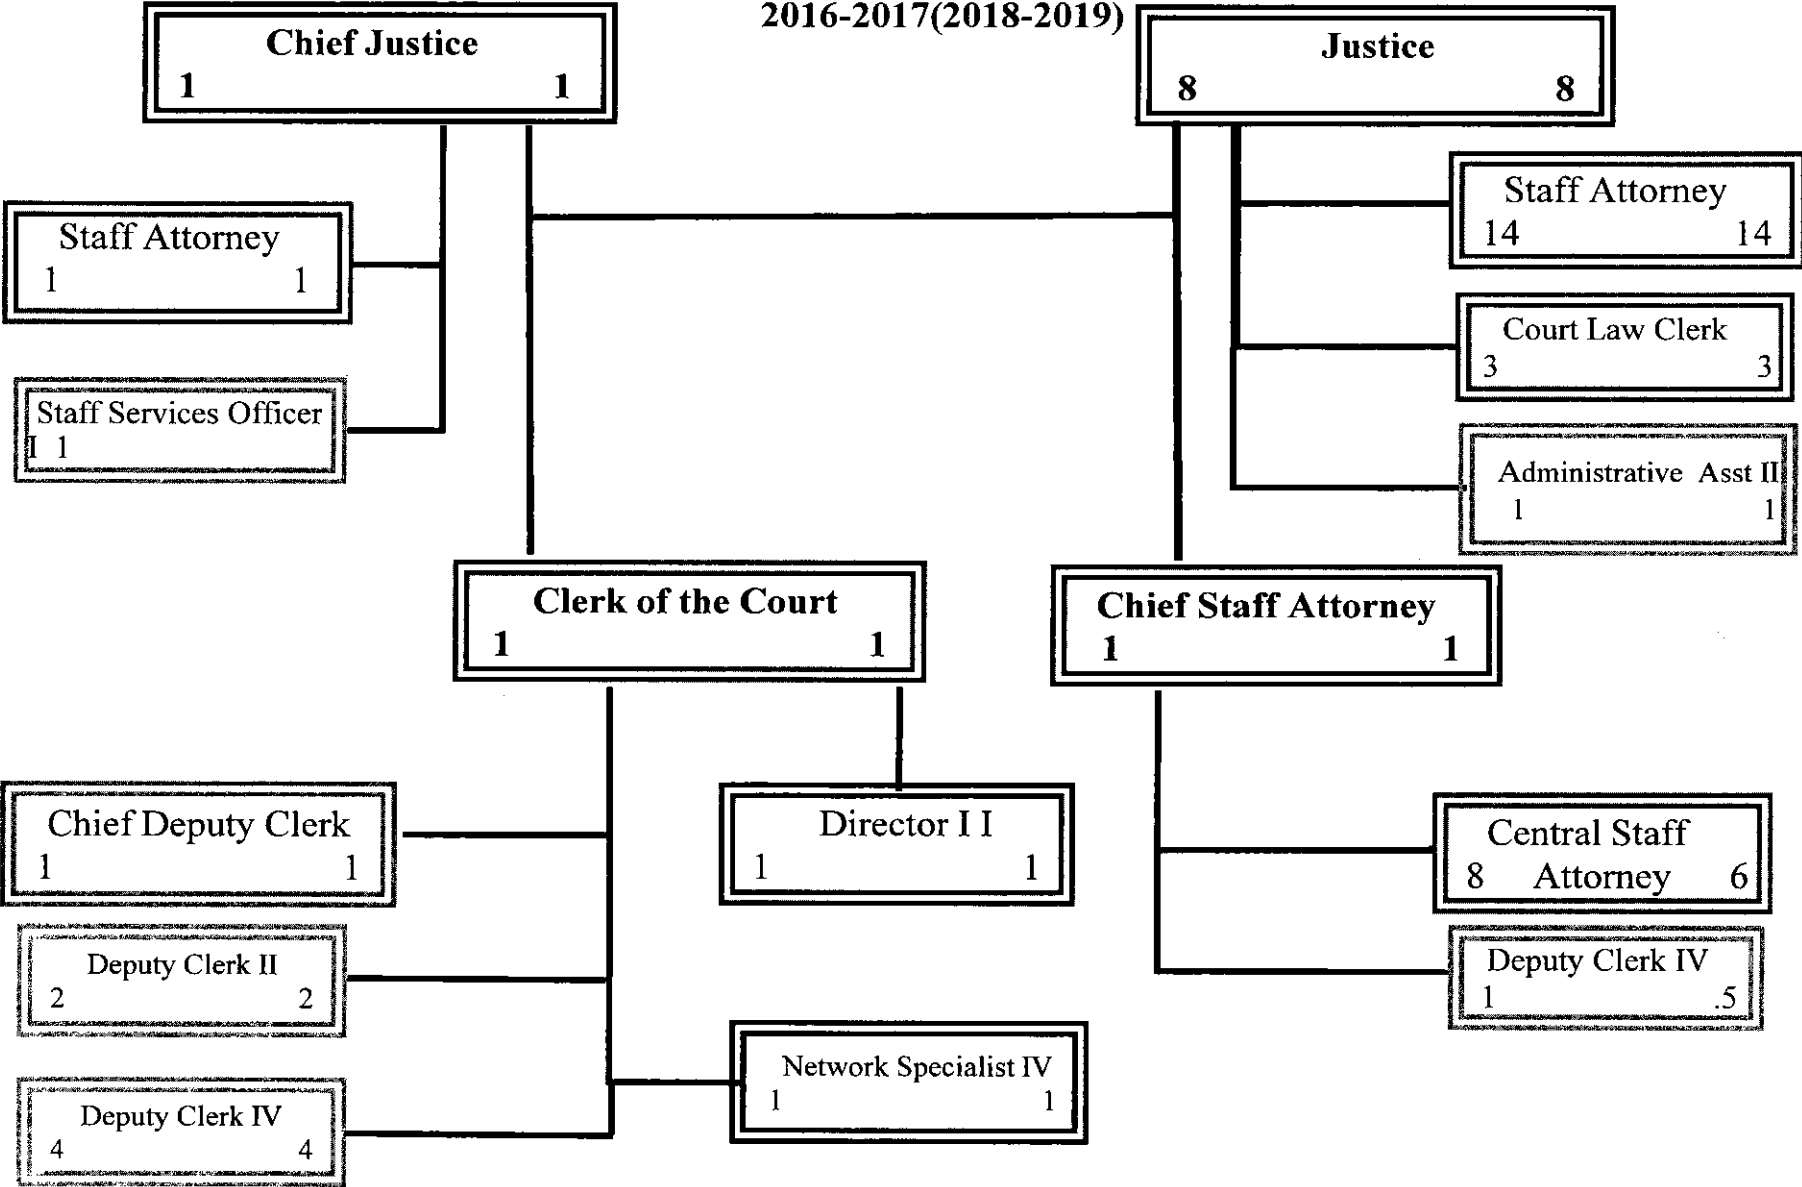 2016-2017(2018-2019)
Chief Justice
1 1
Justice
8 8
Staff Attorney
1 1
Staff Attorney
14 14
Court Law Clerk
3 3
Staff Services Officer
I 1
Administrative Asst II
1 1
Clerk of the Court
1 1
Chief Staff Attorney
1 1
Chief Deputy Clerk
1 1
Director I I
1 1
Central Staff
8 Attorney 6
Deputy Clerk II
2 2
Deputy Clerk IV
1 .5
Network Specialist IV
1 1
Deputy Clerk IV
4 4